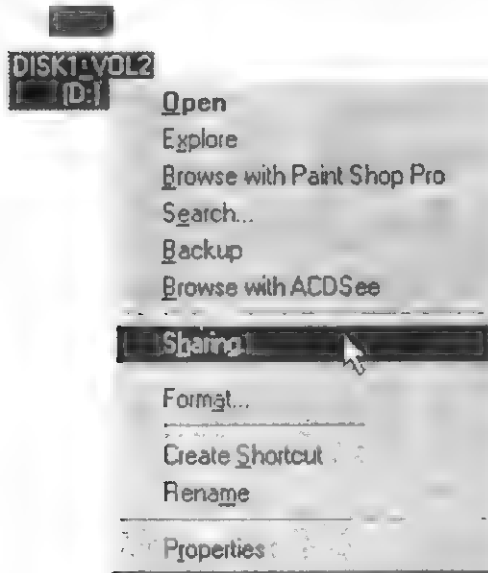 DISK1_VOL2
(D:)
Open
Explore
Browse with Paint Shop Pro
Search...
Backup
Browse with ACDSee
Sharing...
Format...
Create Shortcut
Rename
Properties